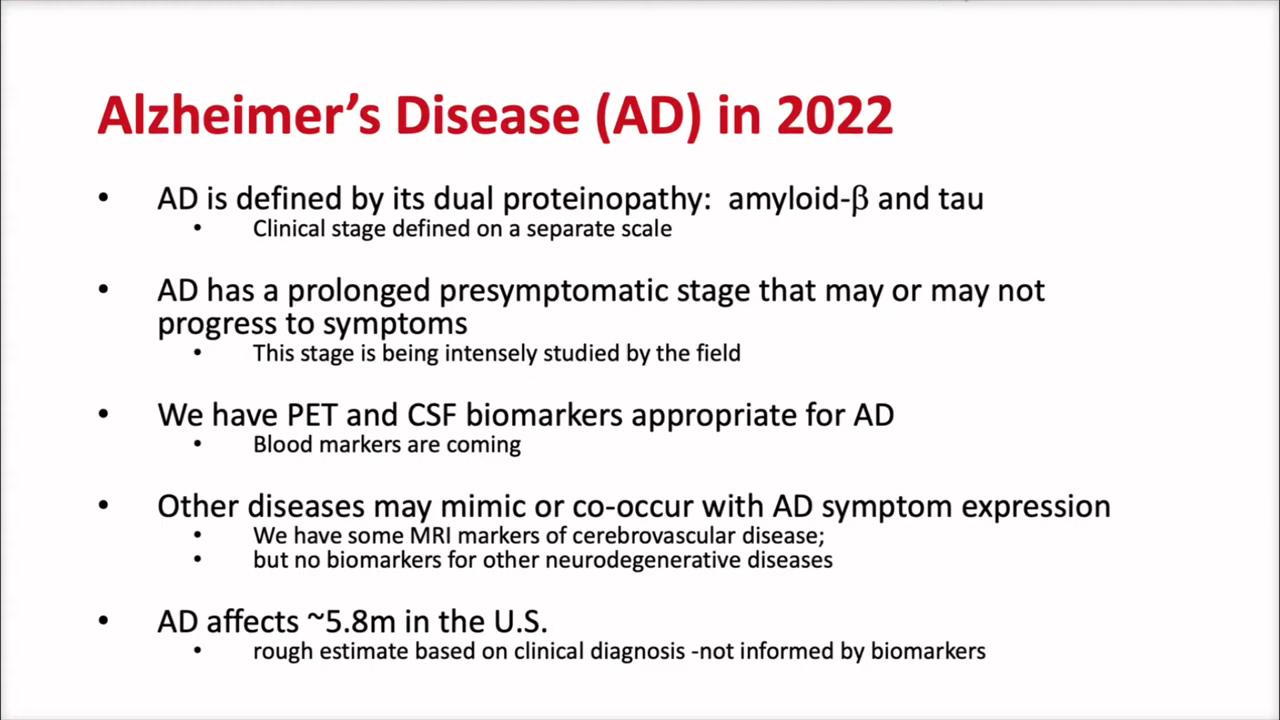 Alzheimer’s Disease (AD) in 2022
• AD is defined by its dual proteinopathy: amyloid-β and tau
• Clinical stage defined on a separate scale
• AD has a prolonged presymptomatic stage that may or may not
progress to symptoms
• This stage is being intensely studied by the field
• We have PET and CSF biomarkers appropriate for AD
• Blood markers are coming
• Other diseases may mimic or co-occur with AD symptom expression
• We have some MRI markers of cerebrovascular disease;
• but no biomarkers for other neurodegenerative diseases
• AD affects ~5.8m in the U.S.
• rough estimate based on clinical diagnosis -not informed by biomarkers